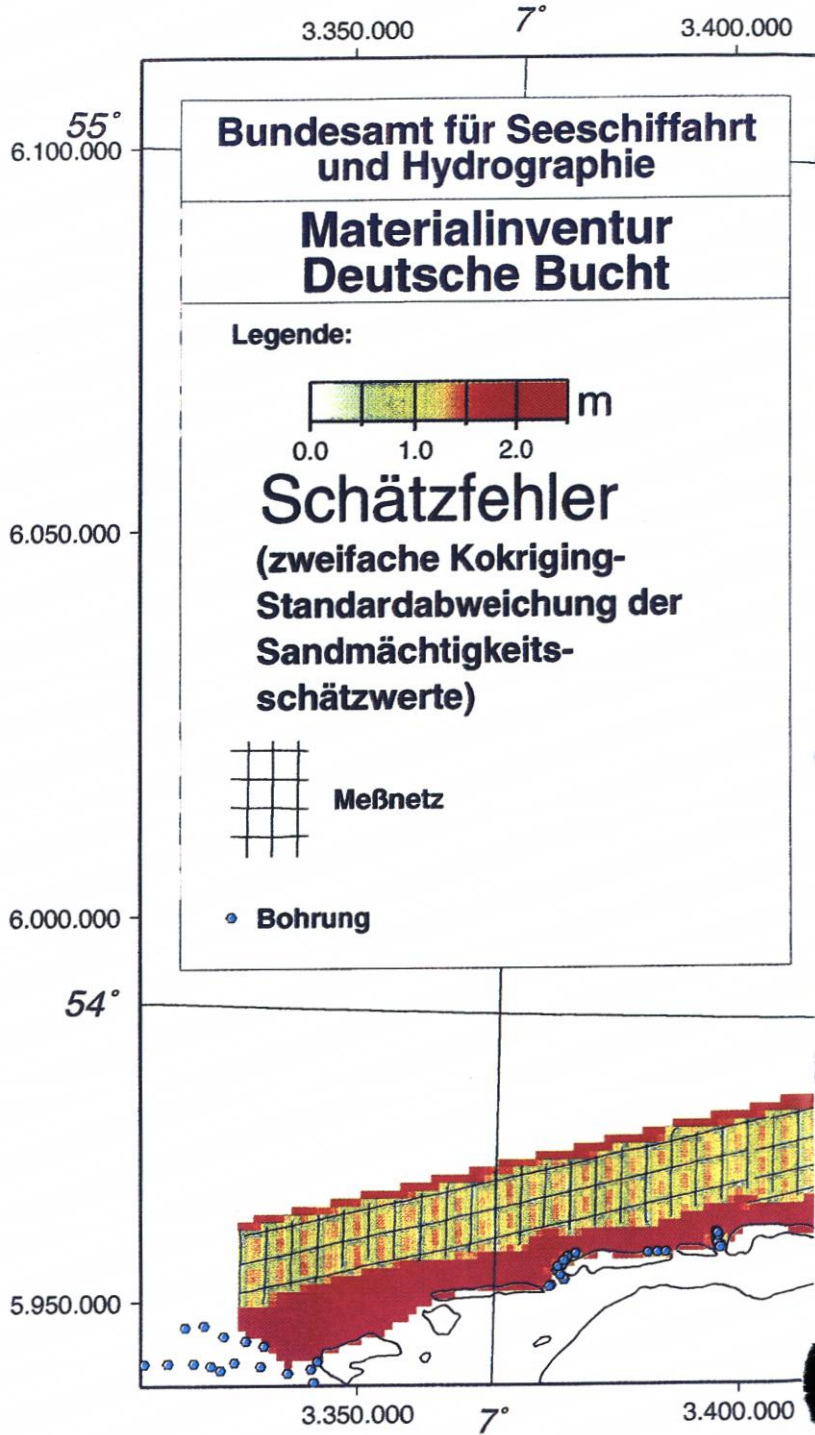 3.350.000 7° 3.400.000
55°
6.100.000
Bundesamt für Seeschiffahrt
und Hydrographie
Materialinventur
Deutsche Bucht
Legende:
m
0.0 1.0 2.0
Schätzfehler
6.050.000
(zweifache Kokriging-
Standardabweichung der
Sandmächtigkeits-
schätzwerte)
Meßnetz
6.000.000
Bohrung
54°
5.950.000
3.350.000 7° 3.400.000